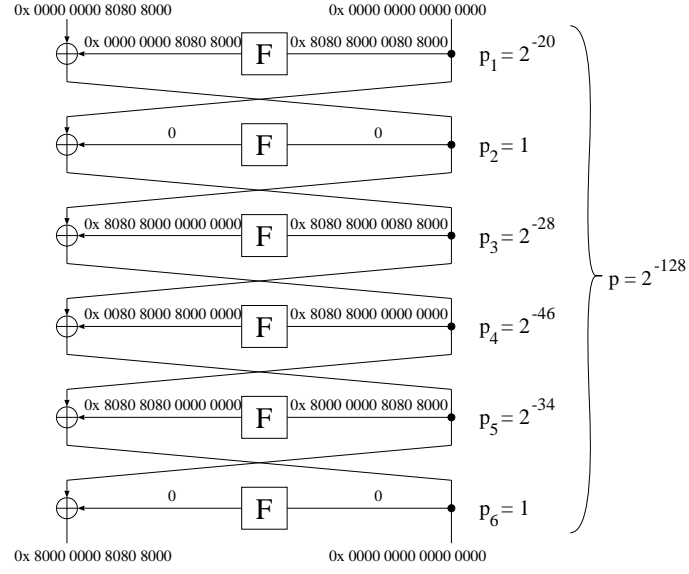 0x 0000 0000 8080 8000 0x 0000 0000 0000 0000
0x 0000 0000 8080 8000 F 0x 8080 8000 0080 8000 p1 = 2^-20
0 F 0 p2 = 1
0x 8080 8000 0000 0000 F 0x 8080 8000 0080 8000 p3 = 2^-28
p = 2^-128
0x 0080 8000 8080 8000 F 0x 8080 8000 0000 0000 p4 = 2^-46
0x 8080 8080 0000 0000 F 0x 8000 0000 8080 8000 p5 = 2^-34
0 F 0 p6 = 1
0x 8000 0000 8080 8000 0x 0000 0000 0000 0000